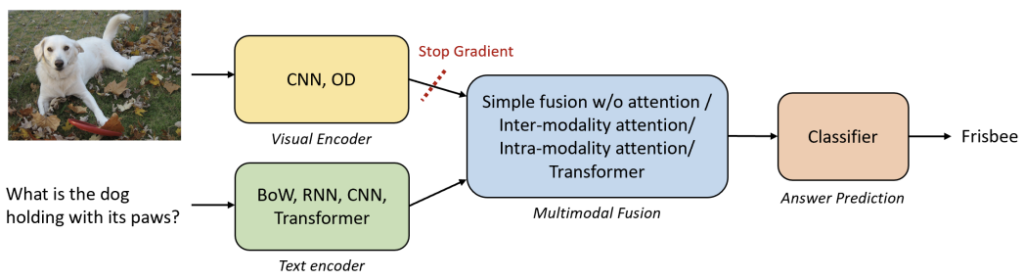 Stop Gradient
CNN, OD
Visual Encoder
What is the dog
holding with its paws?
BoW, RNN, CNN,
Transformer
Text encoder
Simple fusion w/o attention /
Inter-modality attention/
Intra-modality attention/
Transformer
Multimodal Fusion
Classifier
Answer Prediction
Frisbee